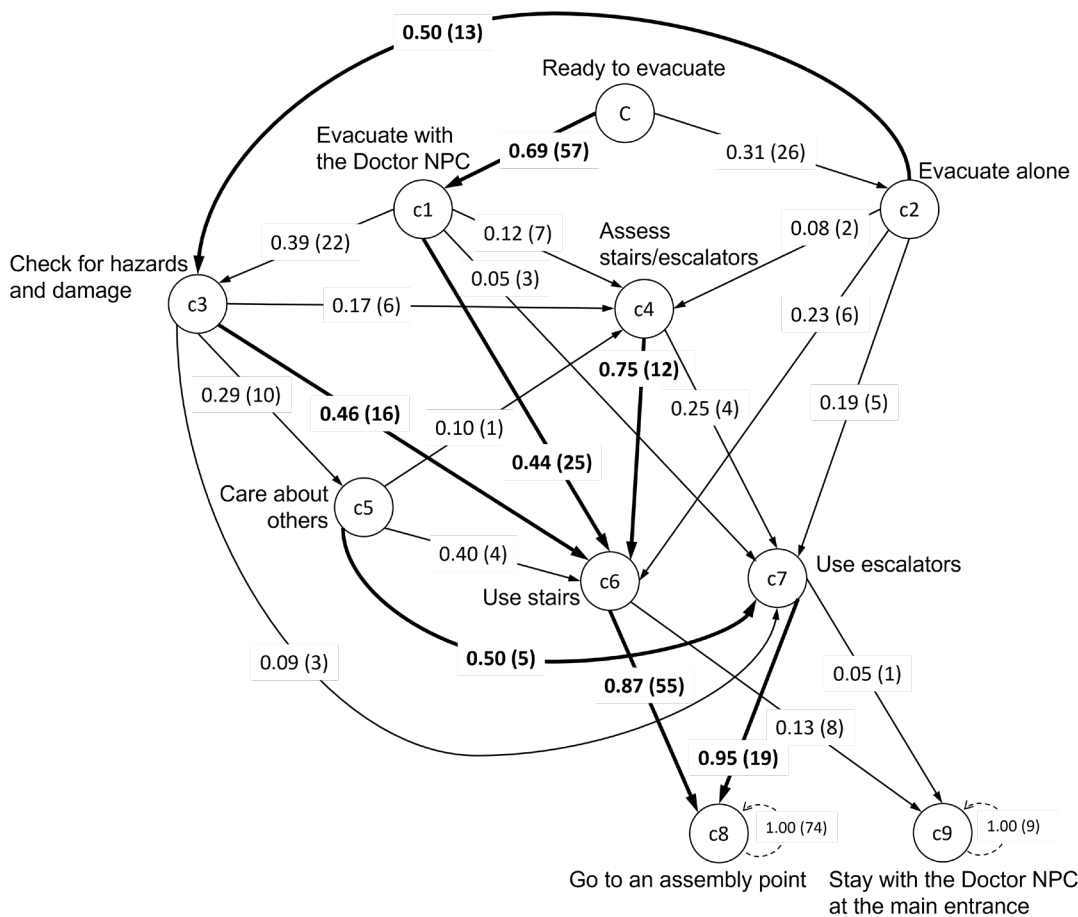 0.50 (13)
Ready to evacuate
C
Evacuate with
the Doctor NPC
0.69 (57)
0.31 (26)
Evacuate alone
c1
c2
0.39 (22)
0.12 (7)
Assess
stairs/escalators
0.08 (2)
Check for hazards
and damage
0.05 (3)
c3
0.17 (6)
c4
0.23 (6)
0.75 (12)
0.29 (10)
0.46 (16)
0.25 (4)
0.19 (5)
0.10 (1)
0.44 (25)
Care about
others
c5
0.40 (4)
c6
Use stairs
c7
Use escalators
0.50 (5)
0.09 (3)
0.87 (55)
0.05 (1)
0.13 (8)
0.95 (19)
c8
1.00 (74)
c9
1.00 (9)
Go to an assembly point
Stay with the Doctor NPC
at the main entrance